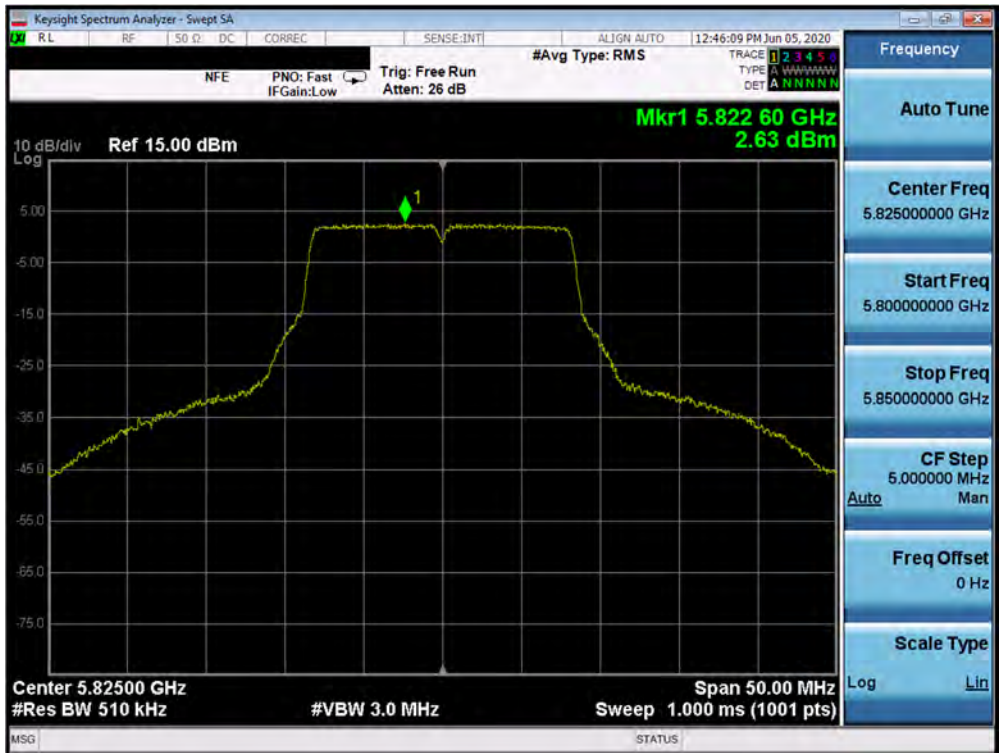 Keysight Spectrum Analyzer - Swept SA
LXI RL RF 50 Ω DC CORREC SENSE:INT ALIGN AUTO 12:46:09 PM Jun 05, 2020
#Avg Type: RMS
TRACE 1 2 3 4 5 6
TYPE A WWWWW
DET A N N N N N
NFE PNO: Fast Trig: Free Run
IFGain:Low Atten: 26 dB
Mkr1 5.822 60 GHz
2.63 dBm
10 dB/div Ref 15.00 dBm
Log
1
5.00
-5.00
-15.0
-25.0
-35.0
-45.0
-55.0
-65.0
-75.0
Center 5.82500 GHz Span 50.00 MHz
#Res BW 510 kHz #VBW 3.0 MHz Sweep 1.000 ms (1001 pts)
MSG STATUS
Frequency
Auto Tune
Center Freq
5.825000000 GHz
Start Freq
5.800000000 GHz
Stop Freq
5.850000000 GHz
CF Step
5.000000 MHz
Auto Man
Freq Offset
0 Hz
Scale Type
Log Lin